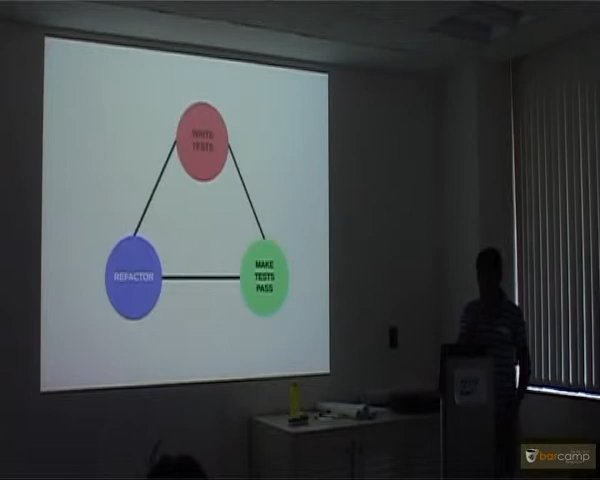 WRITE
TESTS
REFACTOR
MAKE
TESTS
PASS
barcamp